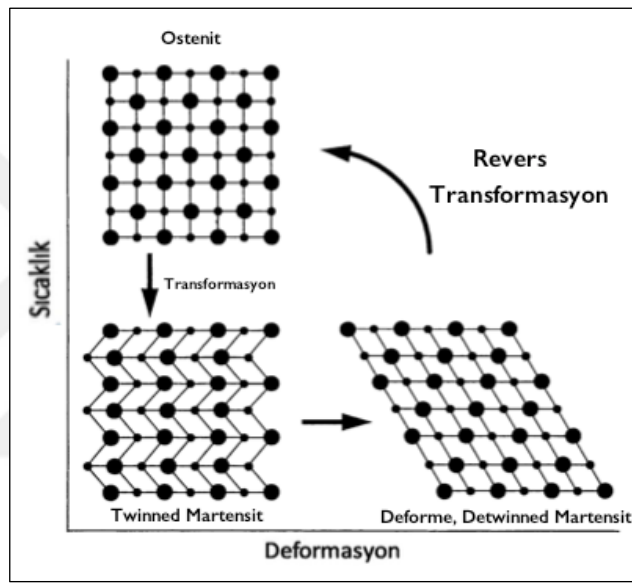 Ostenit
Revers
Transformasyon
Transformasyon
Sıcaklık
Twinned Martensit
Deforme, Detwinned Martensit
Deformasyon